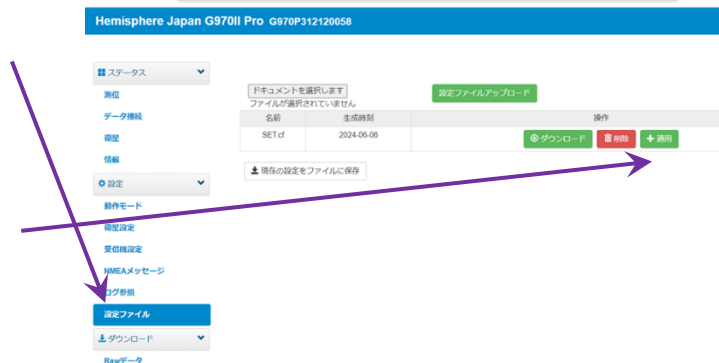 Hemisphere Japan G970II Pro G970P312120058
ステータス
測位
データ接続
衛星
情報
設定
動作モード
衛星設定
受信機設定
NMEAメッセージ
ログ参照
設定ファイル
ダウンロード
Rawデータ
ドキュメントを選択します
ファイルが選択されていません
設定ファイルアップロード
名前 生成時刻 操作
SET.cf 2024-06-06 ダウンロード 削除 適用
現在の設定をファイルに保存